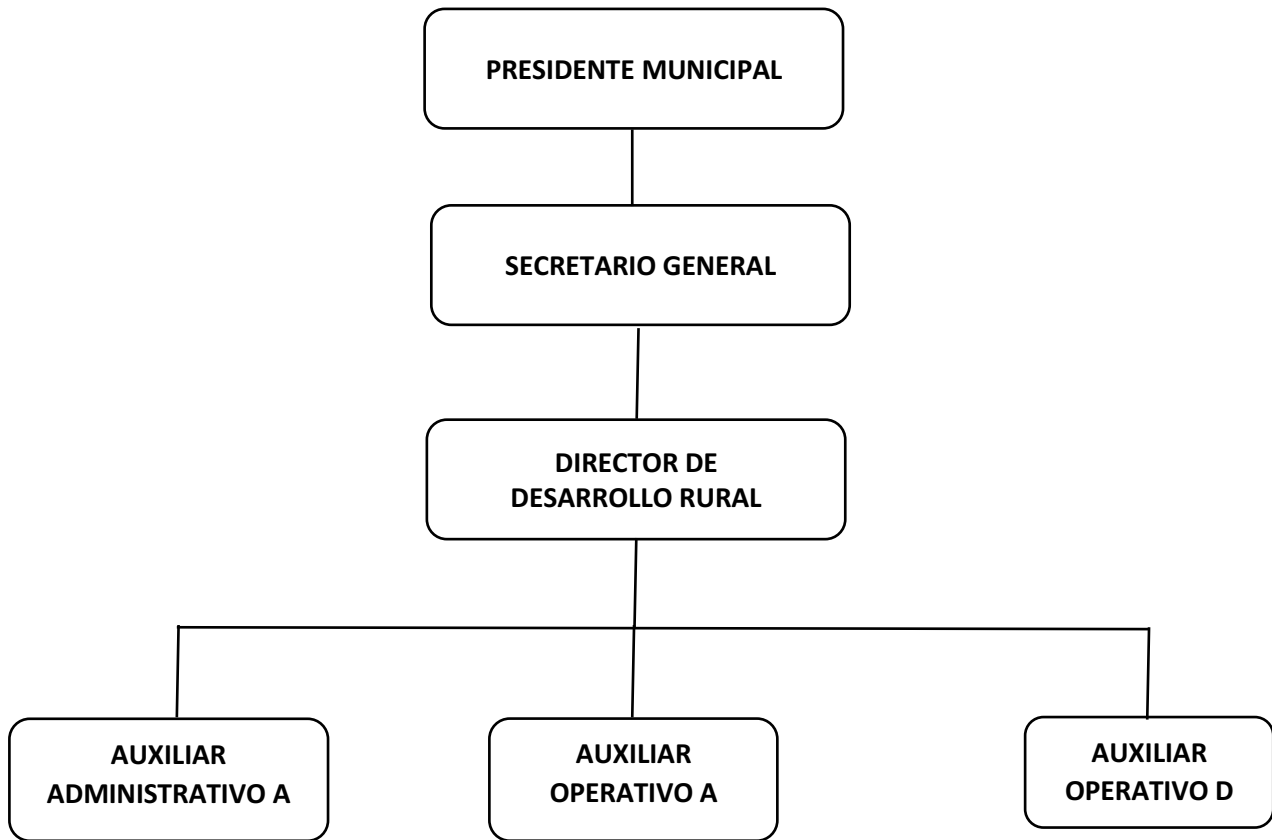 PRESIDENTE MUNICIPAL
SECRETARIO GENERAL
DIRECTOR DE
DESARROLLO RURAL
AUXILIAR
ADMINISTRATIVO A
AUXILIAR
OPERATIVO A
AUXILIAR
OPERATIVO D